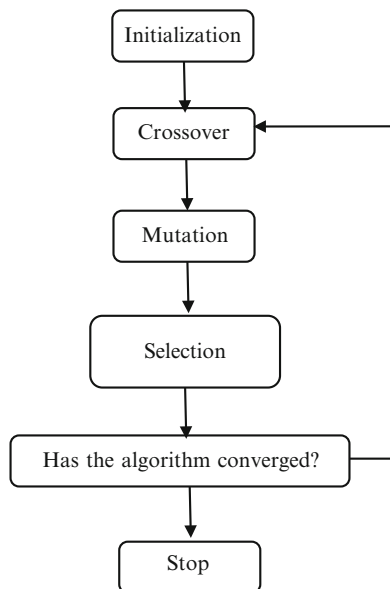 Initialization
Crossover
Mutation
Selection
Has the algorithm converged?
Stop